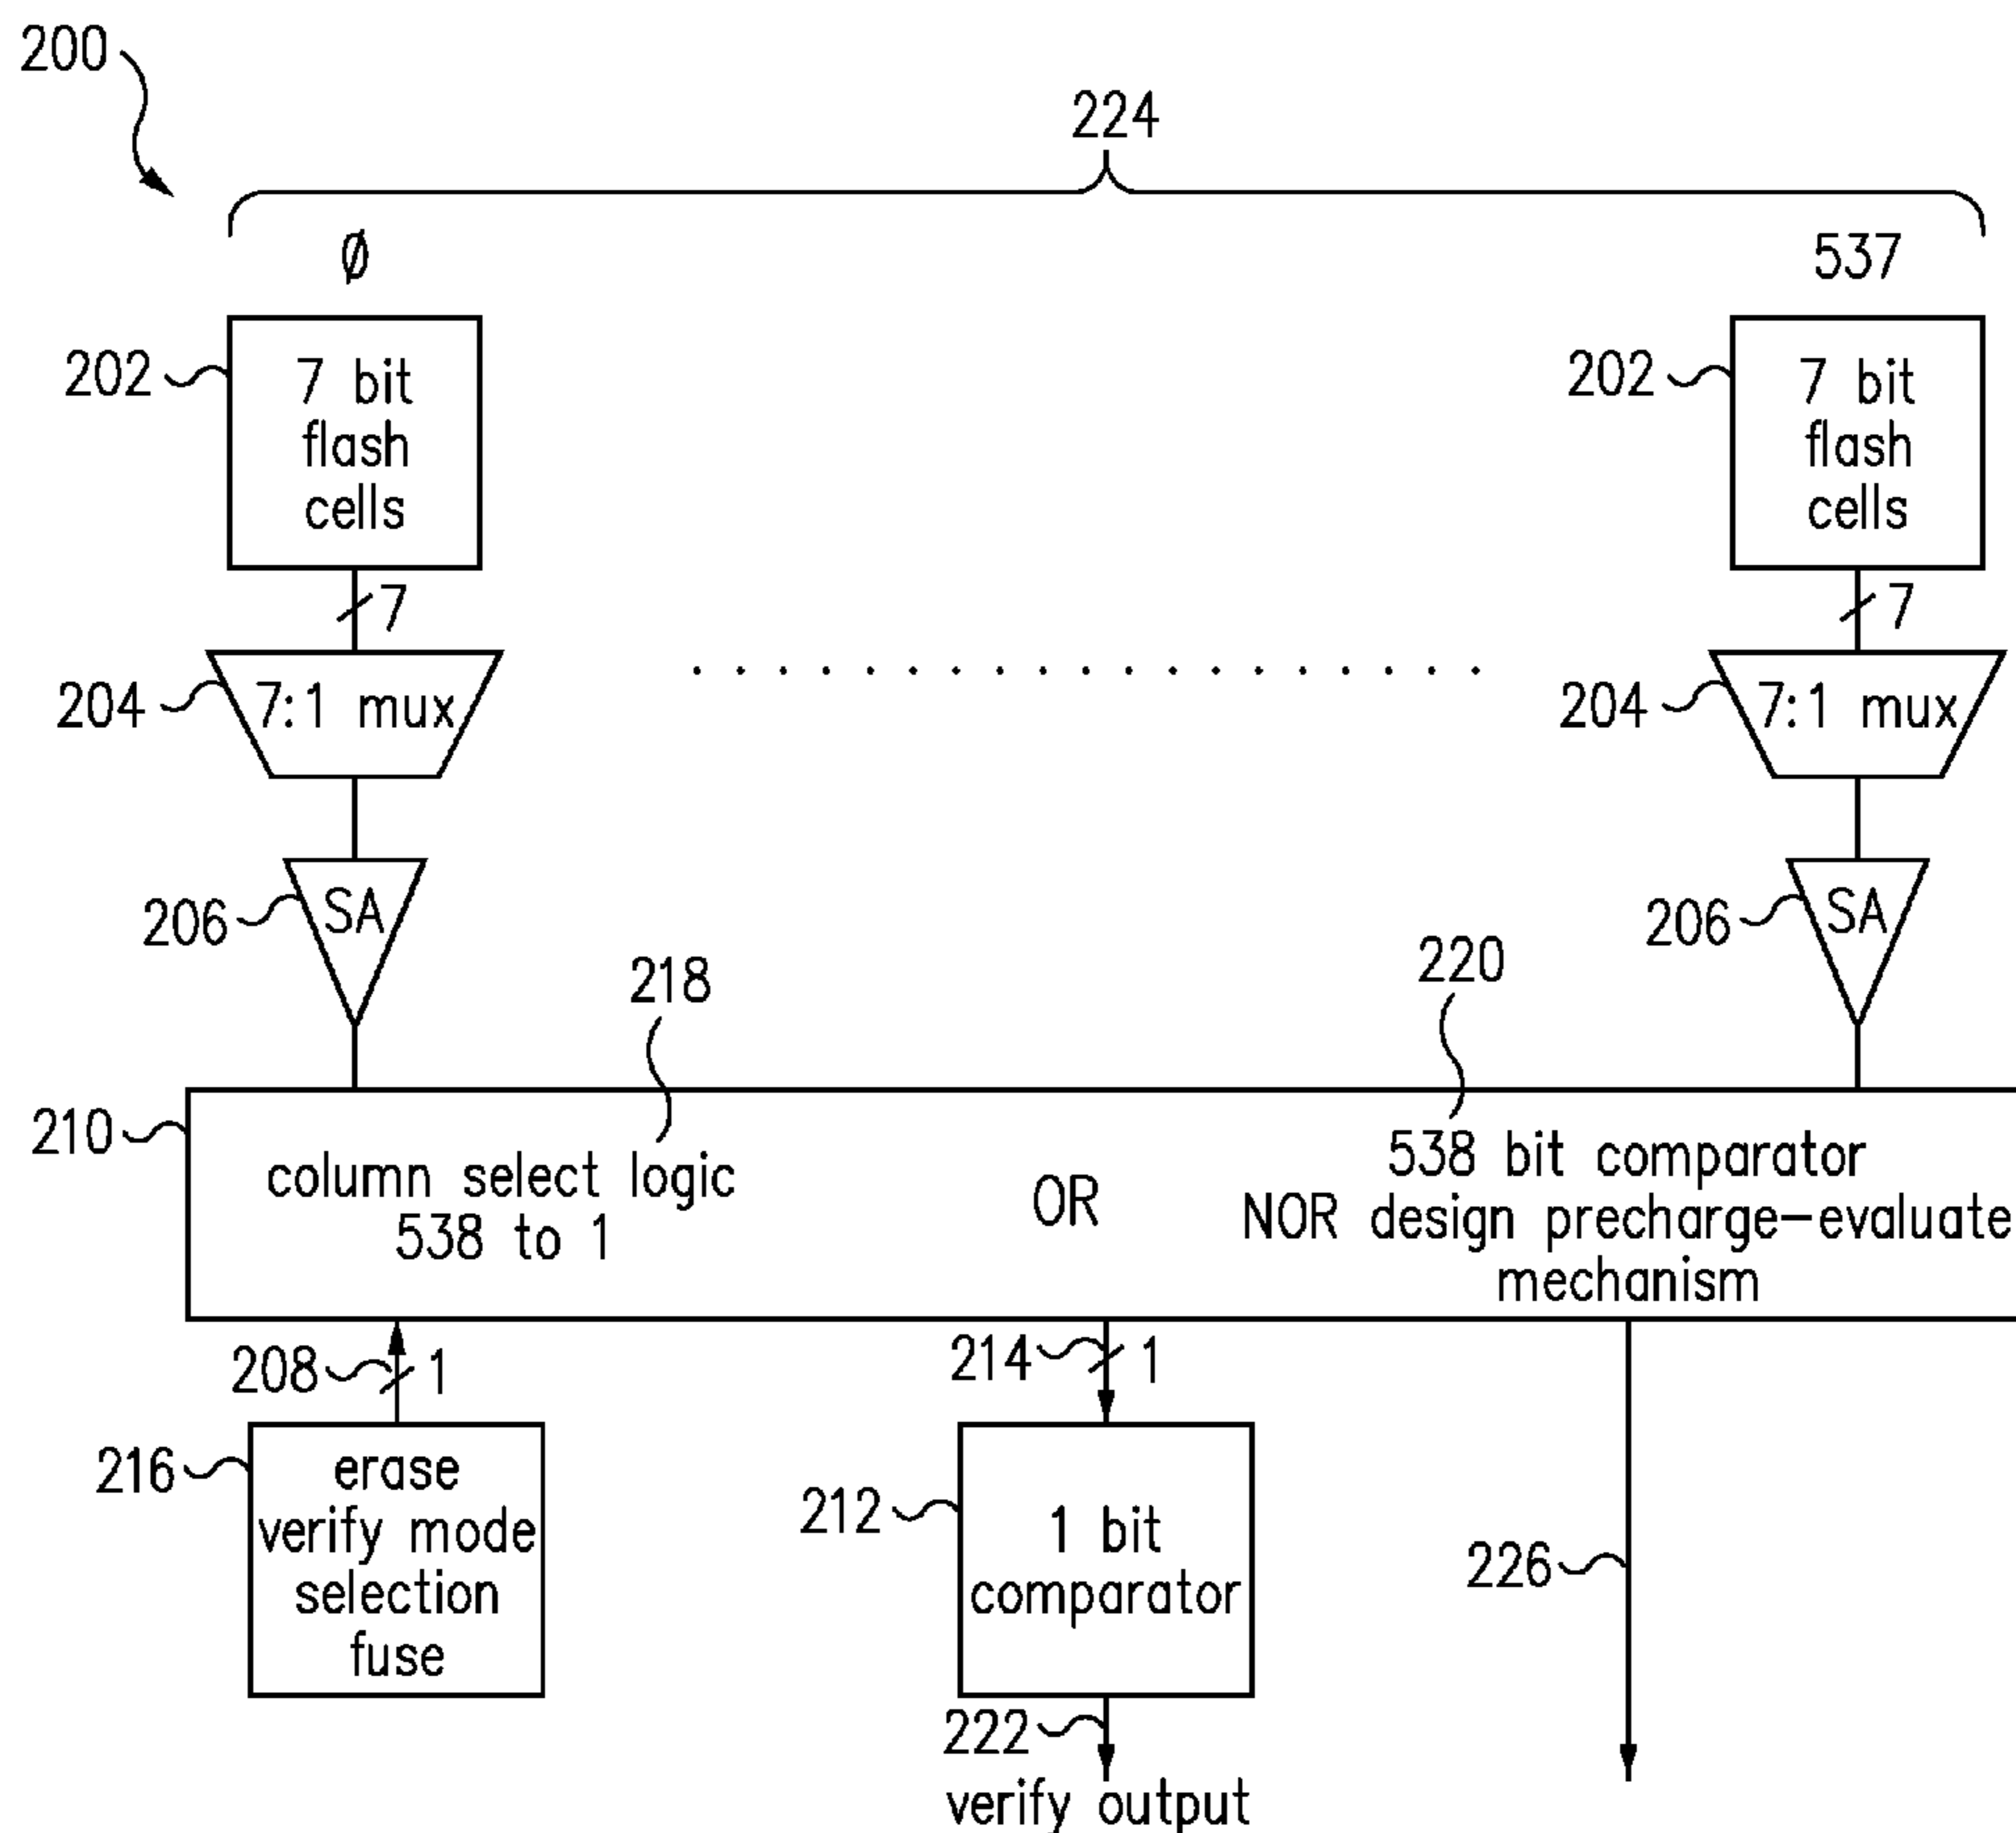 200
224
Ø
537
202
7 bit
flash
cells
202
7 bit
flash
cells
7
7
204
7:1 mux
204
7:1 mux
206
SA
206
SA
218
220
210
column select logic
538 to 1
OR
538 bit comparator
NOR design precharge-evaluate
mechanism
208
1
214
1
216
erase
verify mode
selection
fuse
212
1 bit
comparator
226
222
verify output